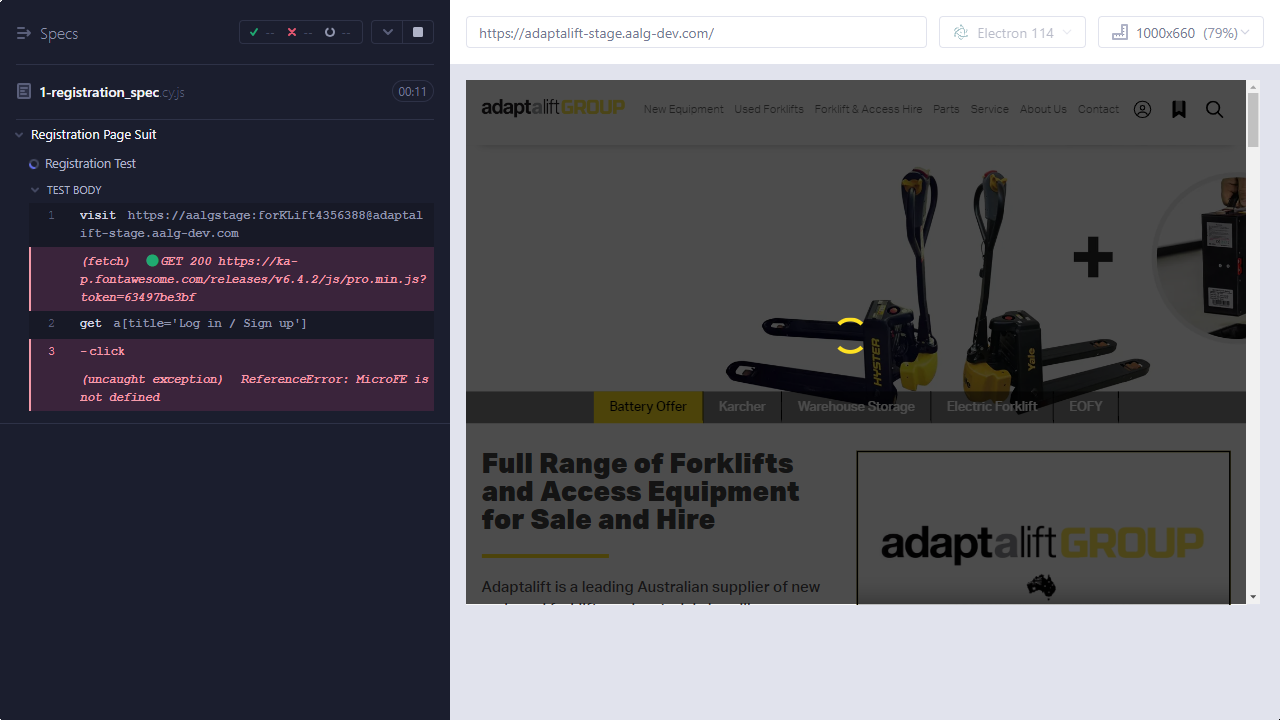 Specs
-- -- --
1-registration_spec.cy.js 00:11
Registration Page Suit
Registration Test
TEST BODY
1 visit https://aalgstage:forKLift4356388@adaptal
ift-stage.aalg-dev.com
(fetch) GET 200 https://ka-
p.fontawesome.com/releases/v6.4.2/js/pro.min.js?
token=63497be3bf
2 get a[title='Log in / Sign up']
3 -click
(uncaught exception) ReferenceError: MicroFE is
not defined
https://adaptalift-stage.aalg-dev.com/
Electron 114
1000x660 (79%)
adaptaliftGROUP
New Equipment Used Forklifts Forklift & Access Hire Parts Service About Us Contact
HYSTER
Yale
Battery Offer Karcher Warehouse Storage Electric Forklift EOFY
Full Range of Forklifts
and Access Equipment
for Sale and Hire
adaptaliftGROUP
Adaptalift is a leading Australian supplier of new